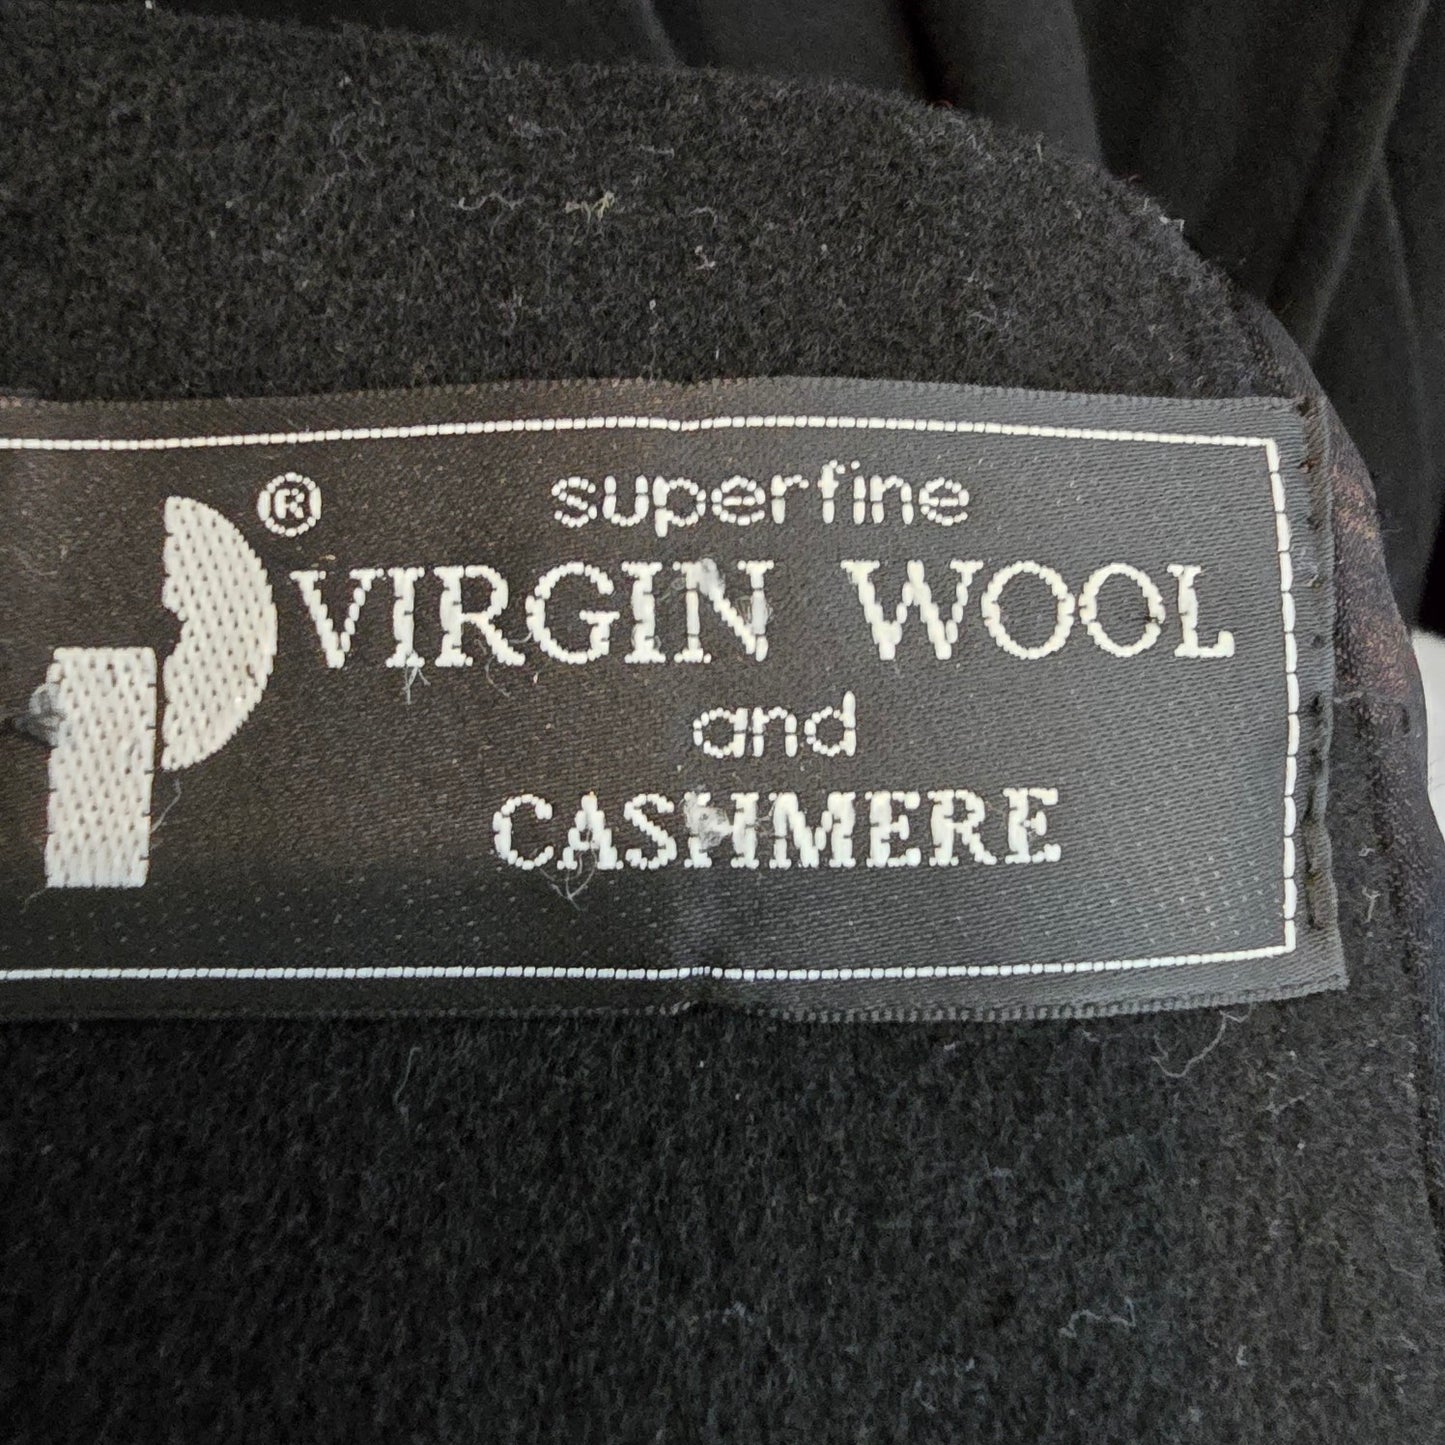 ®
superfine
VIRGIN WOOL
and
CASHMERE